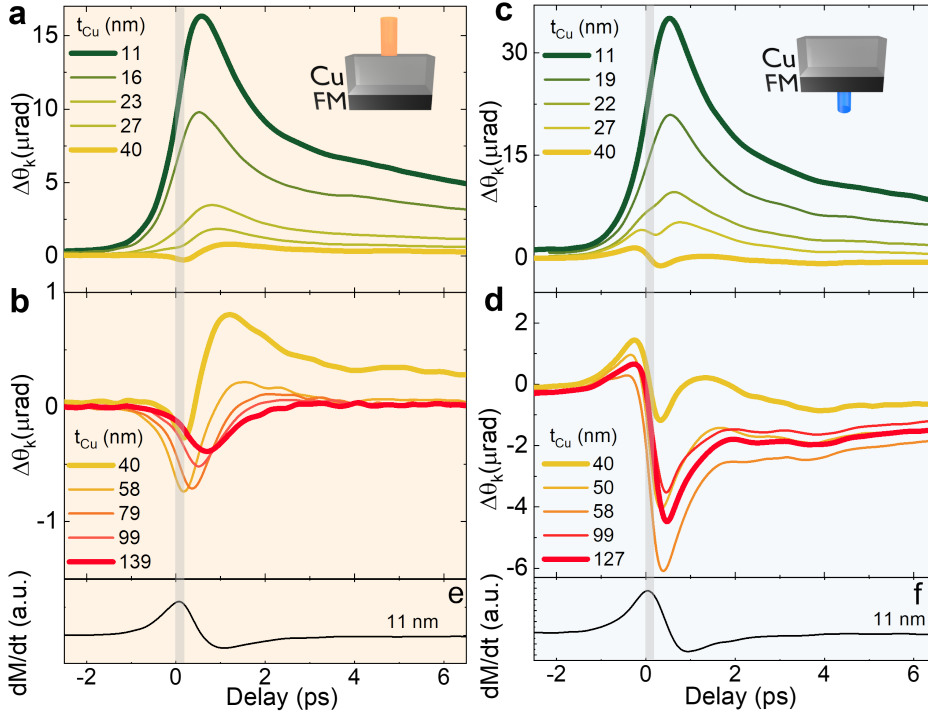 a
t_Cu (nm)
11
16
23
27
40
Cu
FM
Δθ_k(μrad)
15
10
5
0
b
1
0
-1
Δθ_k(μrad)
t_Cu (nm)
40
58
79
99
139
e
dM/dt (a.u.)
11 nm
-2 0 2 4 6
Delay (ps)
c
t_Cu (nm)
11
19
22
27
40
Cu
FM
Δθ_k(μrad)
30
15
0
d
2
0
-2
-4
-6
Δθ_k(μrad)
t_Cu (nm)
40
50
58
99
127
f
dM/dt (a.u.)
11 nm
-2 0 2 4 6
Delay (ps)